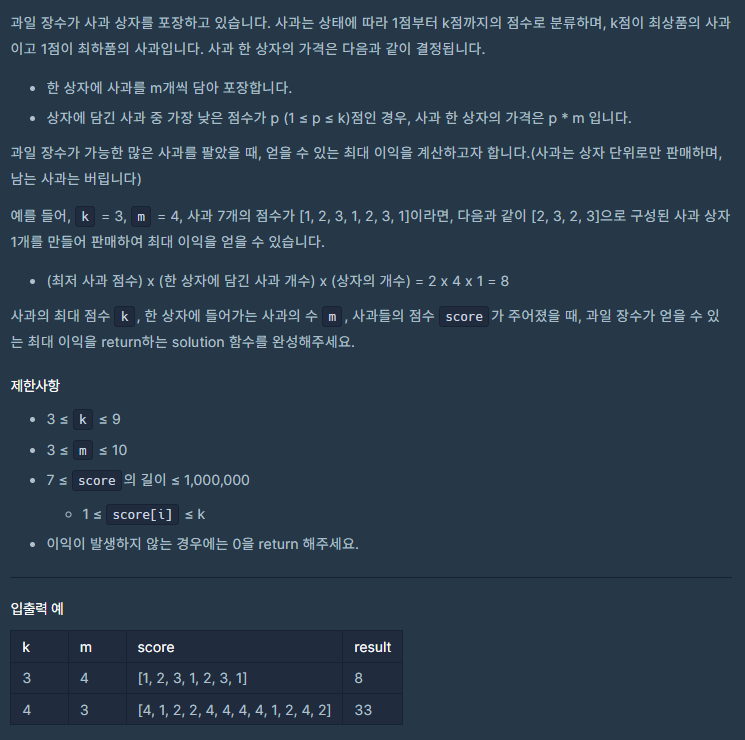 과일 장수가 사과 상자를 포장하고 있습니다. 사과는 상태에 따라 1점부터 k점까지의 점수로 분류하며, k점이 최상품의 사과
이고 1점이 최하품의 사과입니다. 사과 한 상자의 가격은 다음과 같이 결정됩니다.
• 한 상자에 사과를 m개씩 담아 포장합니다.
• 상자에 담긴 사과 중 가장 낮은 점수가 p (1 ≤ p ≤ k)점인 경우, 사과 한 상자의 가격은 p * m 입니다.
과일 장수가 가능한 많은 사과를 팔았을 때, 얻을 수 있는 최대 이익을 계산하고자 합니다.(사과는 상자 단위로만 판매하며,
남는 사과는 버립니다)
예를 들어, k = 3, m = 4, 사과 7개의 점수가 [1, 2, 3, 1, 2, 3, 1]이라면, 다음과 같이 [2, 3, 2, 3]으로 구성된 사과 상자
1개를 만들어 판매하여 최대 이익을 얻을 수 있습니다.
• (최저 사과 점수) x (한 상자에 담긴 사과 개수) x (상자의 개수) = 2 x 4 x 1 = 8
사과의 최대 점수 k, 한 상자에 들어가는 사과의 수 m, 사과들의 점수 score가 주어졌을 때, 과일 장수가 얻을 수 있
는 최대 이익을 return하는 solution 함수를 완성해주세요.
제한사항
• 3 ≤ k ≤ 9
• 3 ≤ m ≤ 10
• 7 ≤ score의 길이 ≤ 1,000,000
◦ 1 ≤ score[i] ≤ k
• 이익이 발생하지 않는 경우에는 0을 return 해주세요.
입출력 예
k m score result
3 4 [1, 2, 3, 1, 2, 3, 1] 8
4 3 [4, 1, 2, 2, 4, 4, 4, 4, 1, 2, 4, 2] 33